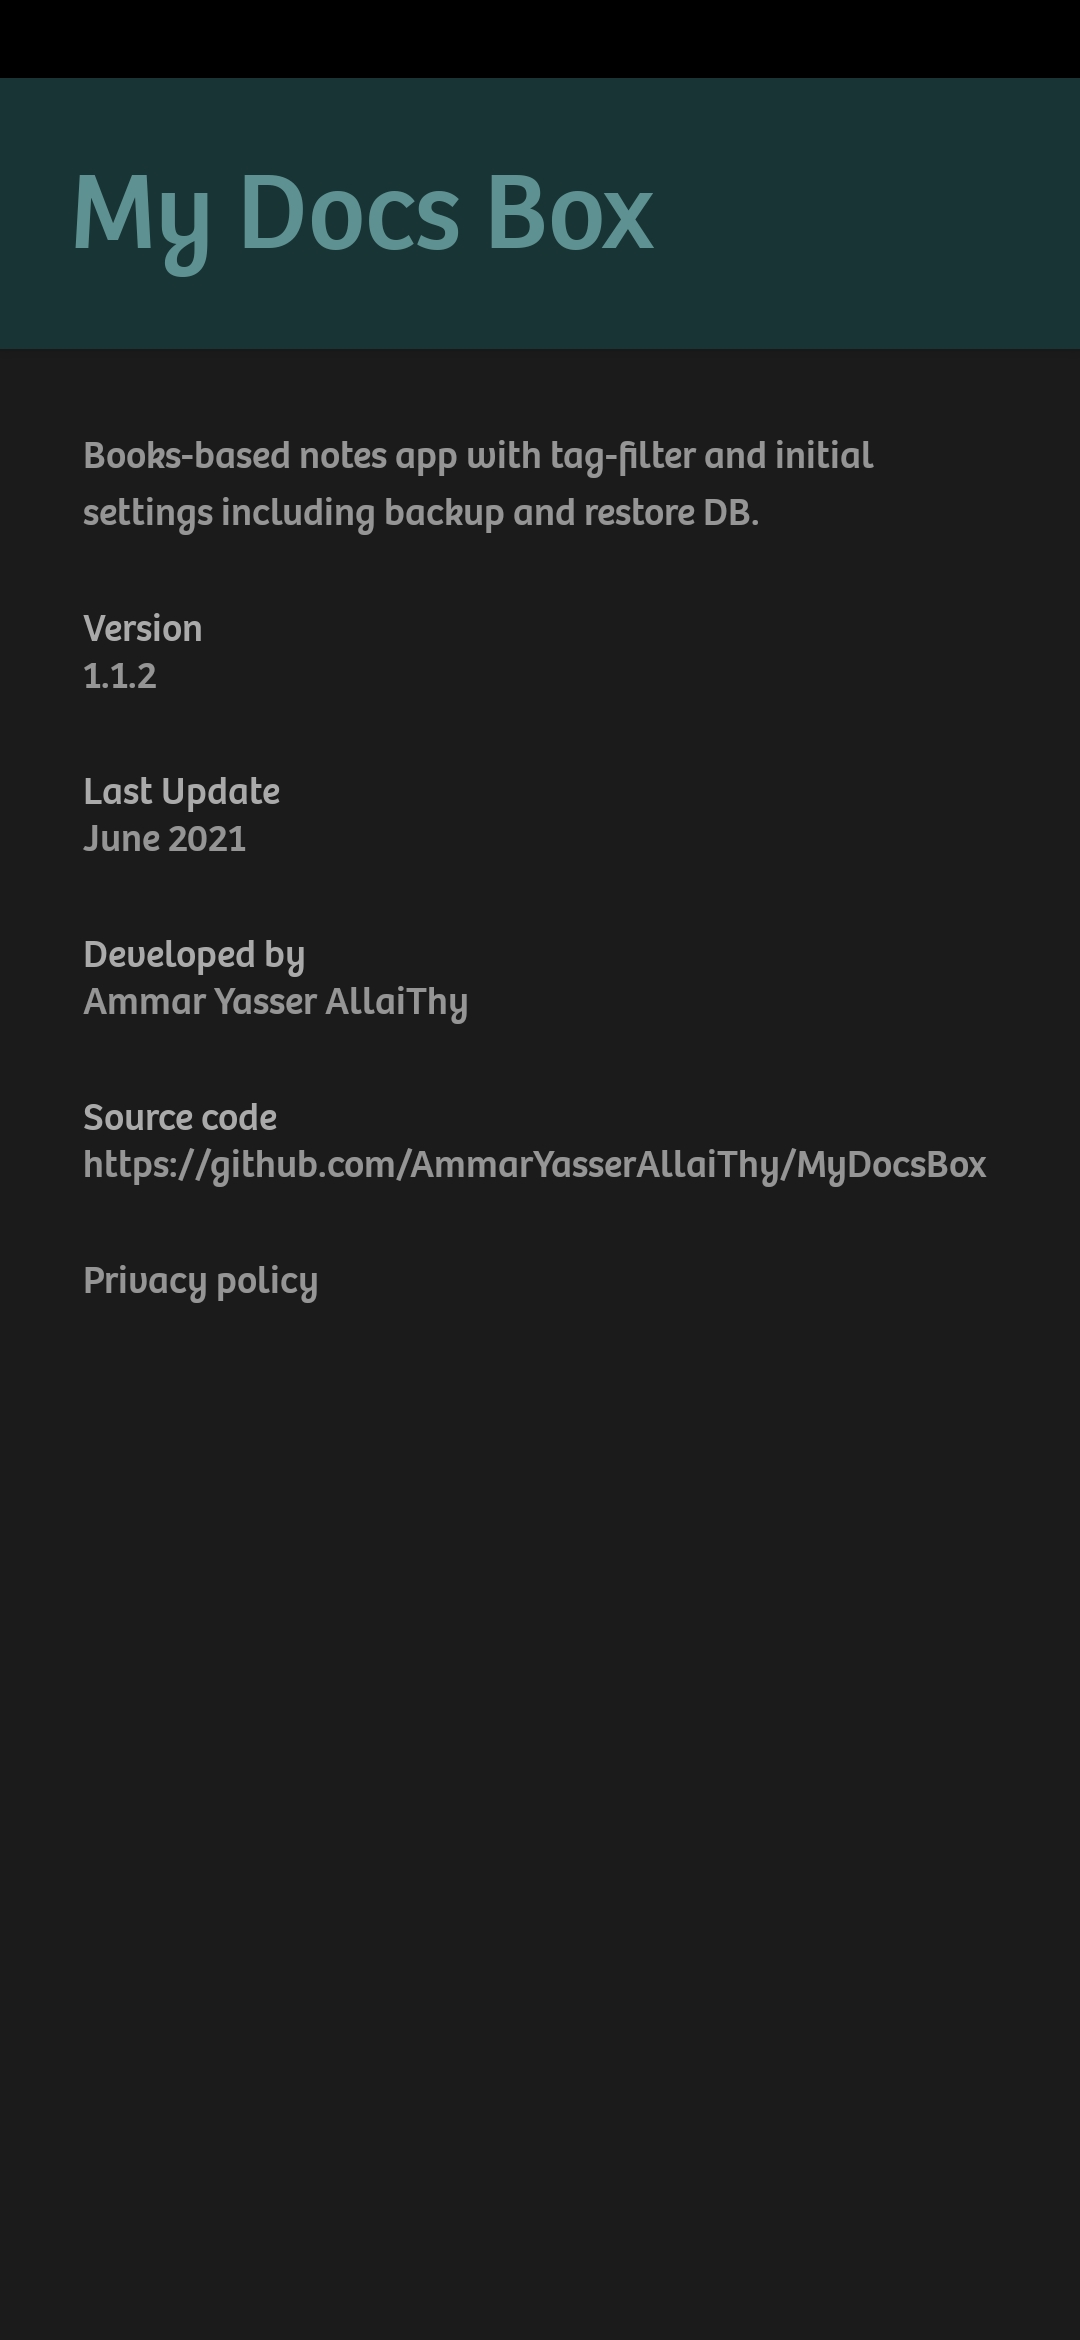 My Docs Box
Books-based notes app with tag-filter and initial
settings including backup and restore DB.
Version
1.1.2
Last Update
June 2021
Developed by
Ammar Yasser AllaiThy
Source code
https://github.com/AmmarYasserAllaiThy/MyDocsBox
Privacy policy